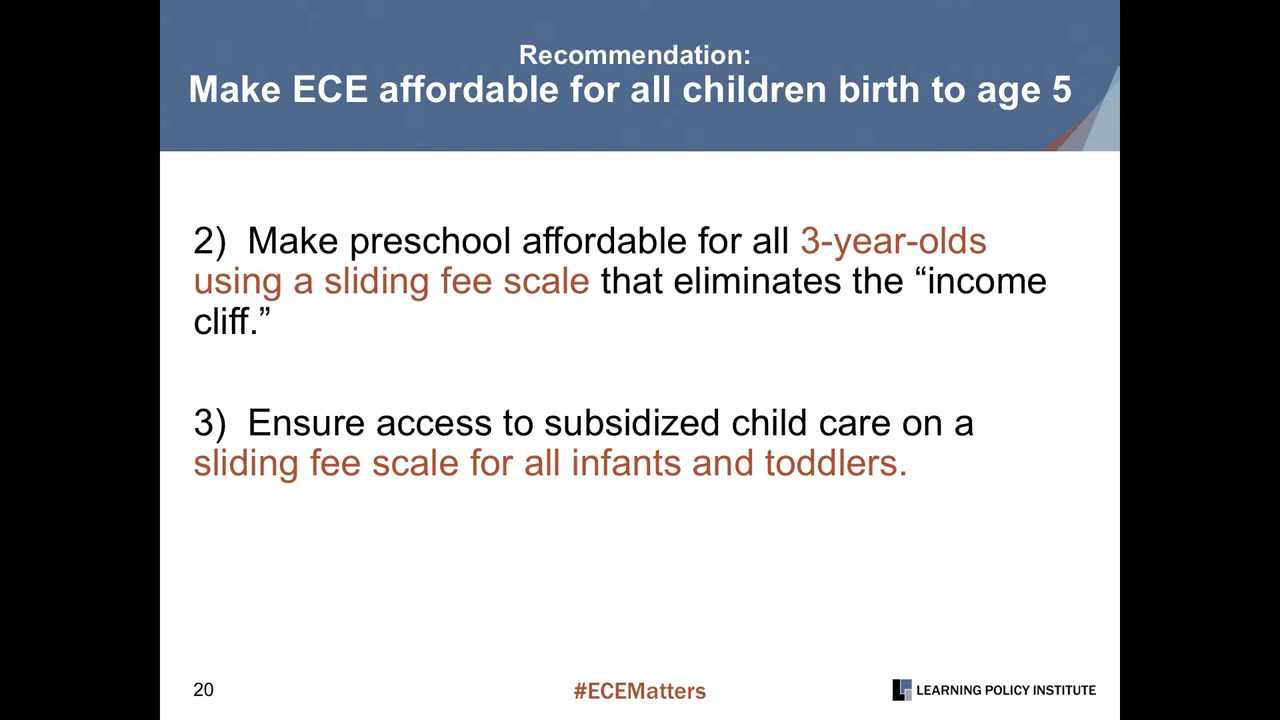 Recommendation:
Make ECE affordable for all children birth to age 5
2) Make preschool affordable for all 3-year-olds
using a sliding fee scale that eliminates the “income
cliff.”
3) Ensure access to subsidized child care on a
sliding fee scale for all infants and toddlers.
20
#ECEMatters
LEARNING POLICY INSTITUTE